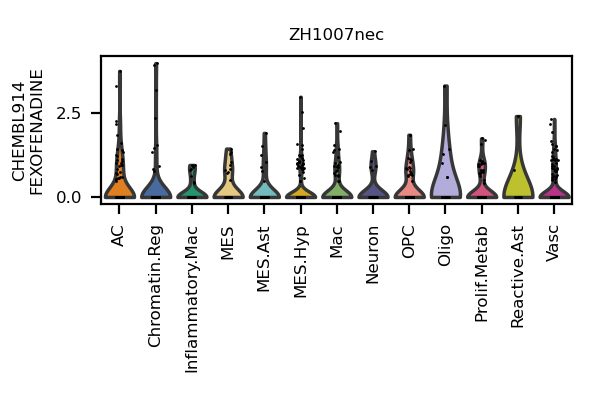 ZH1007nec
CHEMBL914
FEXOFENADINE
2.5
0.0
AC
Chromatin.Reg
Inflammatory.Mac
MES
MES.Ast
MES.Hyp
Mac
Neuron
OPC
Oligo
Prolif.Metab
Reactive.Ast
Vasc